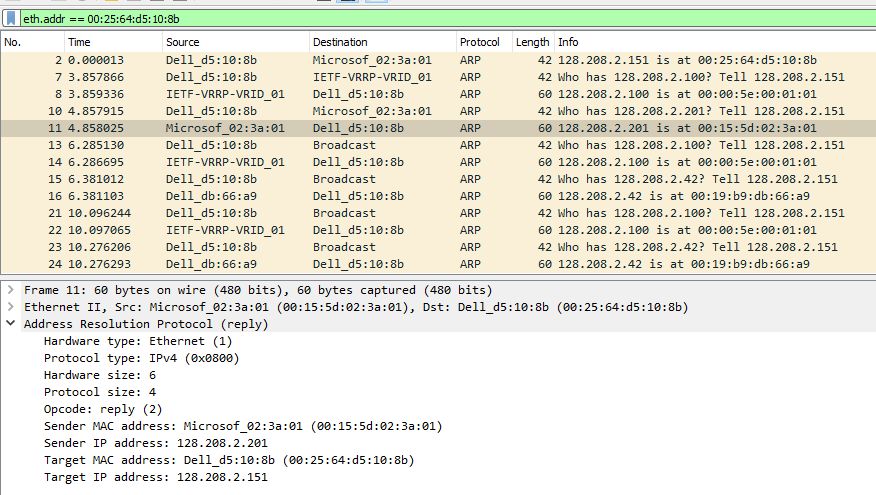 eth.addr == 00:25:64:d5:10:8b
No. Time Source Destination Protocol Length Info
2 0.000013 Dell_d5:10:8b Microsof_02:3a:01 ARP 42 128.208.2.151 is at 00:25:64:d5:10:8b
7 3.857866 Dell_d5:10:8b IETF-VRRP-VRID_01 ARP 42 Who has 128.208.2.100? Tell 128.208.2.151
8 3.859336 IETF-VRRP-VRID_01 Dell_d5:10:8b ARP 60 128.208.2.100 is at 00:00:5e:00:01:01
10 4.857915 Dell_d5:10:8b Microsof_02:3a:01 ARP 42 Who has 128.208.2.201? Tell 128.208.2.151
11 4.858025 Microsof_02:3a:01 Dell_d5:10:8b ARP 60 128.208.2.201 is at 00:15:5d:02:3a:01
13 6.285130 Dell_d5:10:8b Broadcast ARP 42 Who has 128.208.2.100? Tell 128.208.2.151
14 6.286695 IETF-VRRP-VRID_01 Dell_d5:10:8b ARP 60 128.208.2.100 is at 00:00:5e:00:01:01
15 6.381012 Dell_d5:10:8b Broadcast ARP 42 Who has 128.208.2.42? Tell 128.208.2.151
16 6.381103 Dell_db:66:a9 Dell_d5:10:8b ARP 60 128.208.2.42 is at 00:19:b9:db:66:a9
21 10.096244 Dell_d5:10:8b Broadcast ARP 42 Who has 128.208.2.100? Tell 128.208.2.151
22 10.097065 IETF-VRRP-VRID_01 Dell_d5:10:8b ARP 60 128.208.2.100 is at 00:00:5e:00:01:01
23 10.276206 Dell_d5:10:8b Broadcast ARP 42 Who has 128.208.2.42? Tell 128.208.2.151
24 10.276293 Dell_db:66:a9 Dell_d5:10:8b ARP 60 128.208.2.42 is at 00:19:b9:db:66:a9
Frame 11: 60 bytes on wire (480 bits), 60 bytes captured (480 bits)
Ethernet II, Src: Microsof_02:3a:01 (00:15:5d:02:3a:01), Dst: Dell_d5:10:8b (00:25:64:d5:10:8b)
Address Resolution Protocol (reply)
Hardware type: Ethernet (1)
Protocol type: IPv4 (0x0800)
Hardware size: 6
Protocol size: 4
Opcode: reply (2)
Sender MAC address: Microsof_02:3a:01 (00:15:5d:02:3a:01)
Sender IP address: 128.208.2.201
Target MAC address: Dell_d5:10:8b (00:25:64:d5:10:8b)
Target IP address: 128.208.2.151